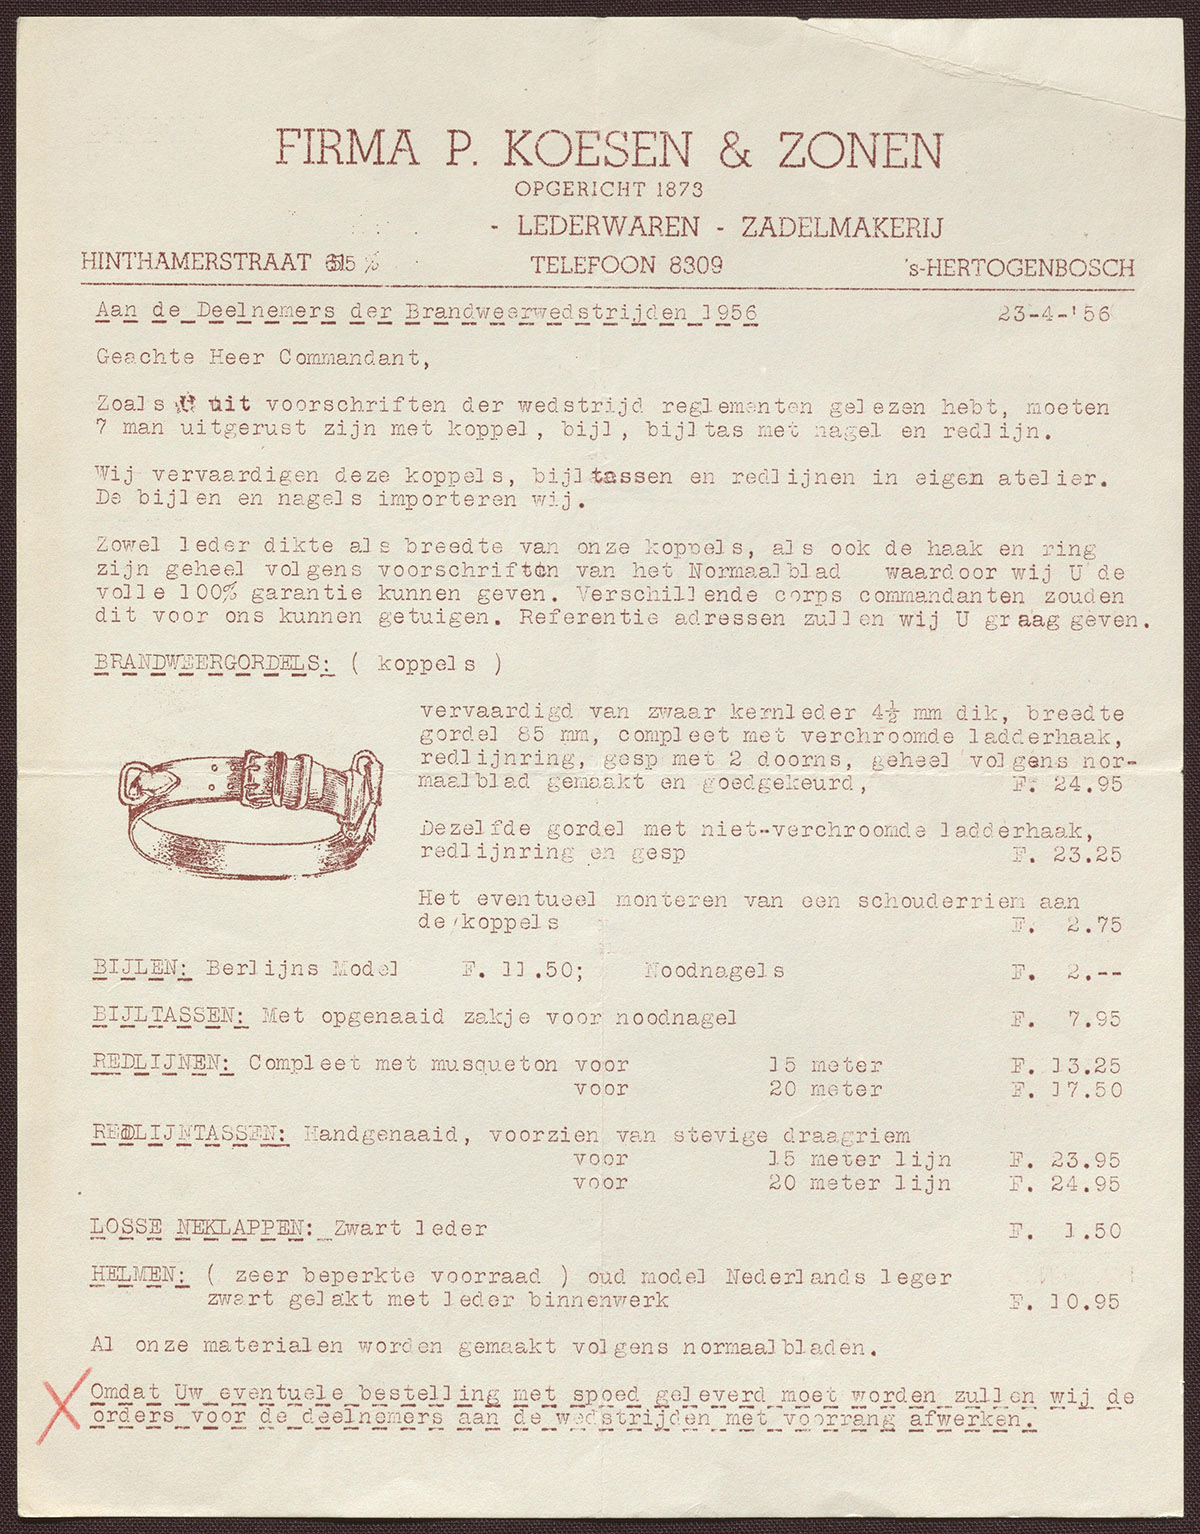 FIRMA P. KOESEN & ZONEN
OPGERICHT 1873
- LEDERWAREN - ZADELMAKERIJ
HINTHAMERSTRAAT TELEFOON 8309 's-HERTOGENBOSCH
Aan de Deelnemers der Brandweerwedstrijden 1956 23-4-'56
Geachte Heer Commandant,
Zoals U uit voorschriften der wedstrijd reglementen gelezen hebt, moeten
7 man uitgerust zijn met koppel, bijl, bijltas met nagel en redlijn.
Wij vervaardigen deze koppels, bijltassen en redlijnen in eigen atelier.
De bijlen en nagels importeren wij.
Zowel leder dikte als breedte van onze koppels, als ook de haak en ring
zijn geheel volgens voorschriften van het Normaalblad waardoor wij U de
volle 100% garantie kunnen geven. Verschillende corps commandanten zouden
dit voor ons kunnen getuigen. Referentie adressen zullen wij U graag geven.
BRANDWEERGORDELS: ( koppels )
vervaardigd van zwaar kernleder 4½ mm dik, breedte
gordel 85 mm, compleet met verchroomde ladderhaak,
redlijnring, gesp met 2 doorns, geheel volgens nor-
maalblad gemaakt en goedgekeurd, F. 24.95
Dezelfde gordel met niet-verchroomde ladderhaak,
redlijnring en gesp F. 23.25
Het eventueel monteren van een schouderriem aan
de koppels F. 2.75
BIJLEN: Berlijns Model F. 11.50; Noodnagels F. 2.--
BIJLTASSEN: Met opgenaaid zakje voor noodnagel F. 7.95
REDLIJNEN: Compleet met musqueton voor 15 meter F. 13.25
voor 20 meter F. 17.50
REDLIJNTASSEN: Handgenaaid, voorzien van stevige draagriem
voor 15 meter lijn F. 23.95
voor 20 meter lijn F. 24.95
LOSSE NEKLAPPEN: Zwart leder F. 1.50
HELMEN: ( zeer beperkte voorraad ) oud model Nederlands leger
zwart gelakt met leder binnenwerk F. 10.95
Al onze materialen worden gemaakt volgens normaalbladen.
Omdat Uw eventuele bestelling met spoed geleverd moet worden zullen wij de
orders voor de deelnemers aan de wedstrijden met voorrang afwerken.